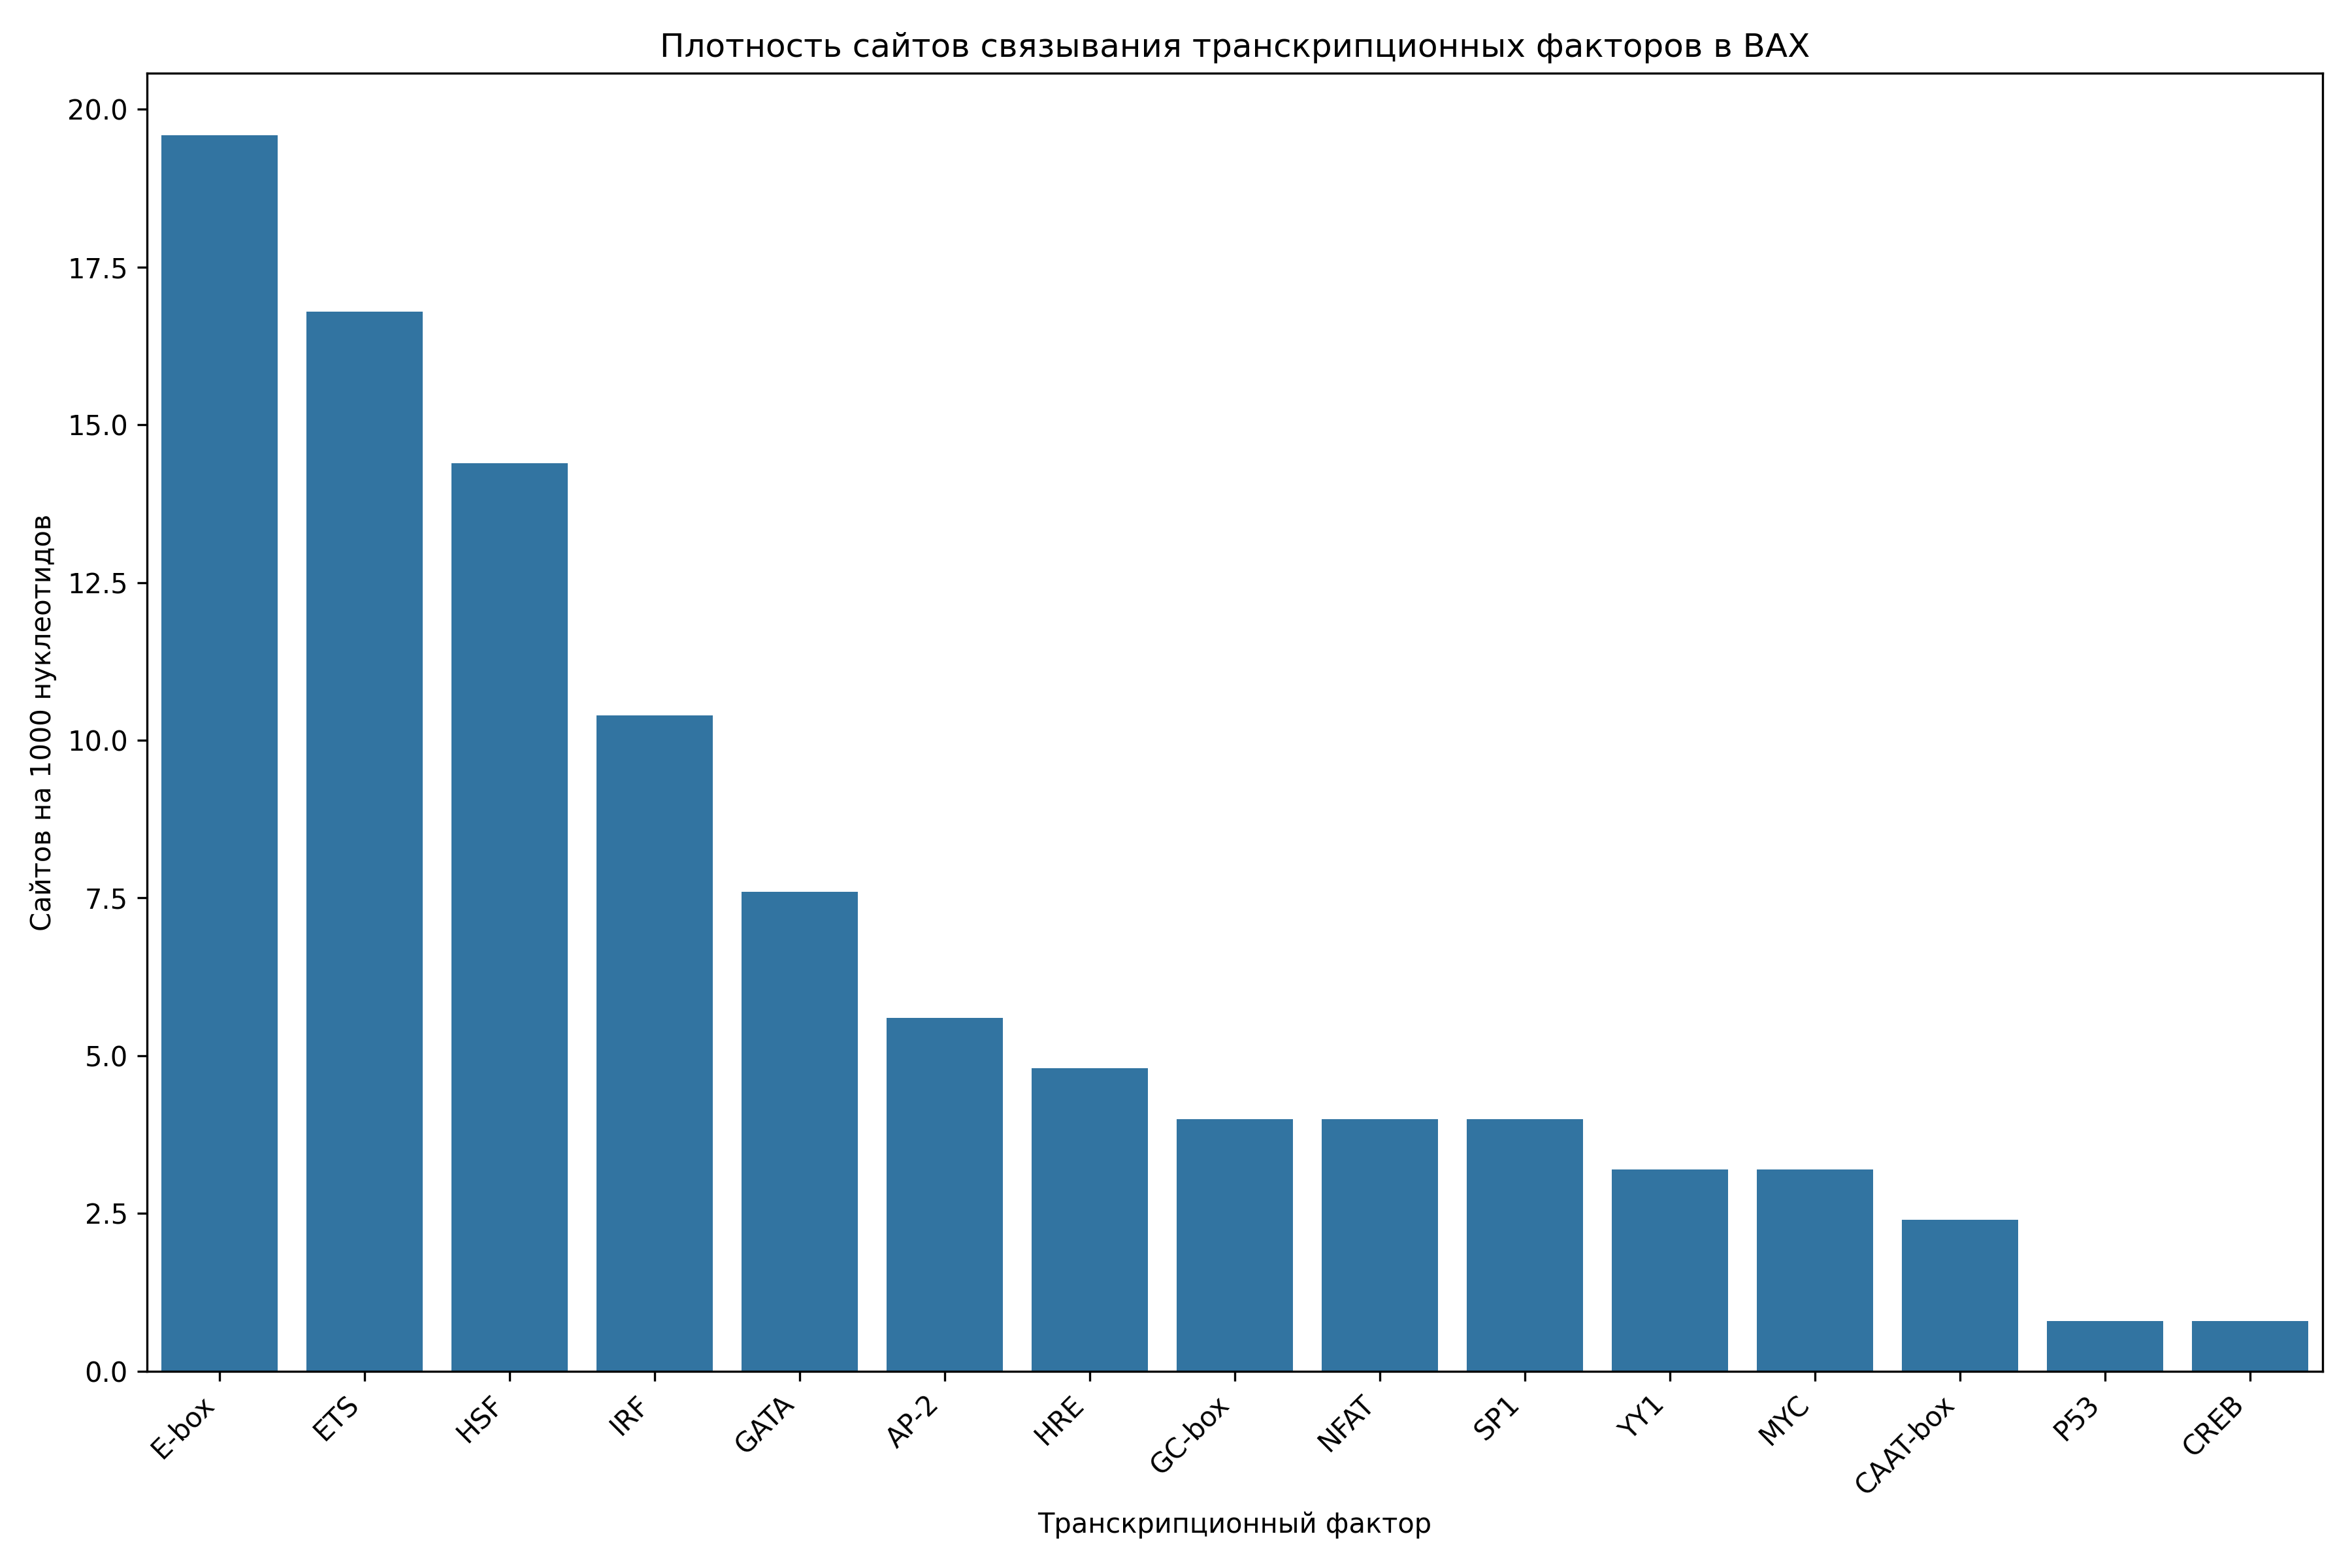 Плотность сайтов связывания транскрипционных факторов в BAX
20.0
17.5
15.0
12.5
10.0
7.5
5.0
2.5
0.0
Сайтов на 1000 нуклеотидов
E-box
ETS
HSF
IRF
GATA
AP-2
HRE
GC-box
NFAT
SP1
YY1
MYC
CAAT-box
P53
CREB
Транскрипционный фактор